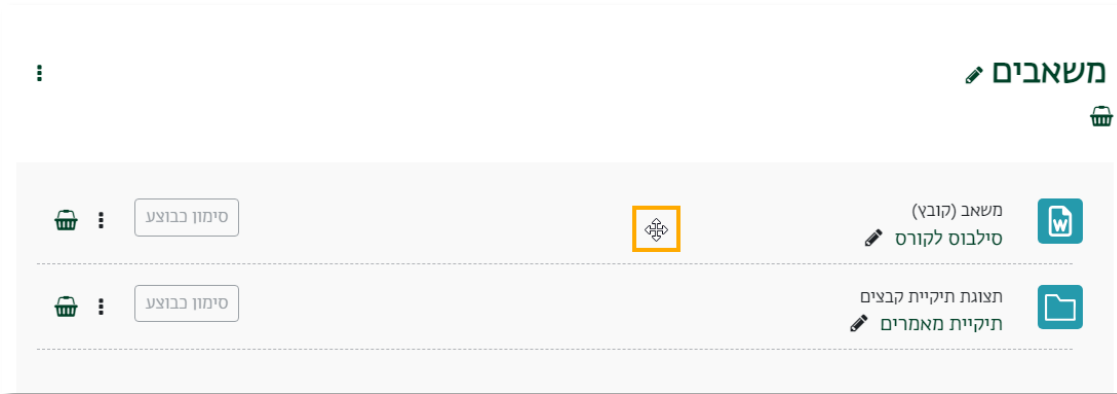 משאבים
משאב (קובץ)
סילבוס לקורס
סימון כבוצע
תצוגת תיקיית קבצים
תיקיית מאמרים
סימון כבוצע